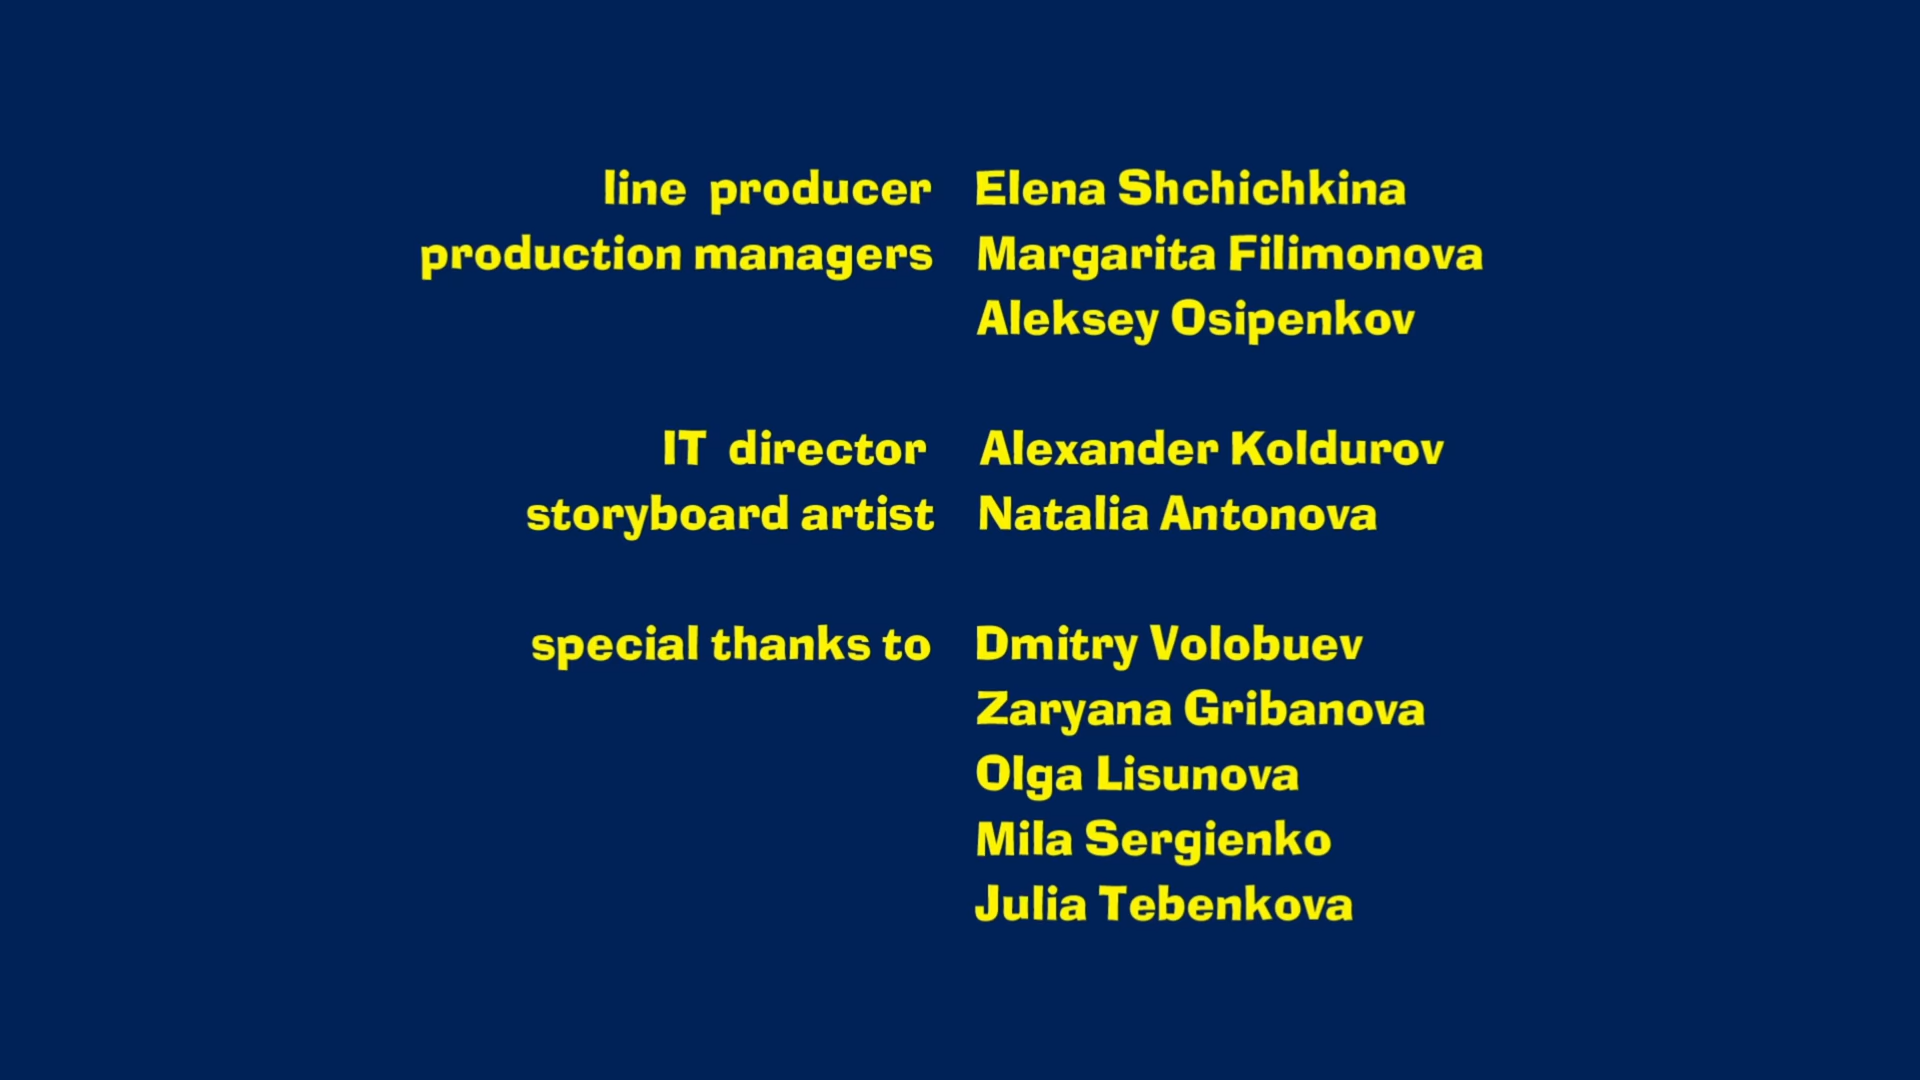 line producer Elena Shchichkina
production managers Margarita Filimonova
Aleksey Osipenkov
IT director Alexander Koldurov
storyboard artist Natalia Antonova
special thanks to Dmitry Volobuev
Zaryana Gribanova
Olga Lisunova
Mila Sergienko
Julia Tebenkova